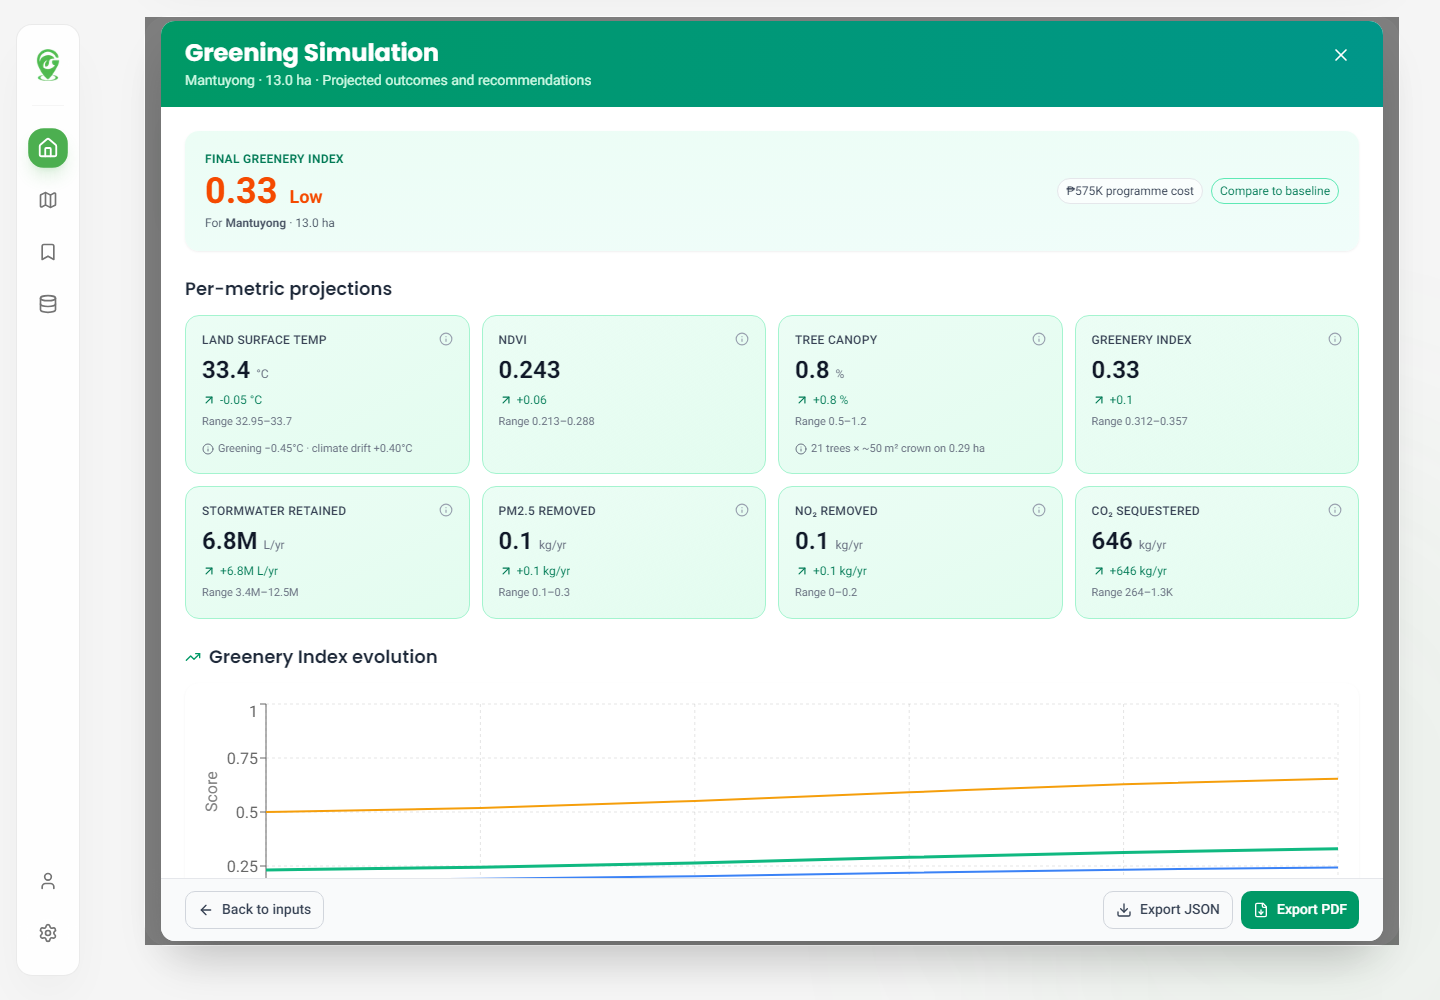 Greening Simulation
Mantuyong · 13.0 ha · Projected outcomes and recommendations
FINAL GREENERY INDEX
0.33 Low
For Mantuyong · 13.0 ha
₱575K programme cost
Compare to baseline
Per-metric projections
LAND SURFACE TEMP
33.4 °C
-0.05 °C
Range 32.95–33.7
Greening −0.45°C · climate drift +0.40°C
NDVI
0.243
+0.06
Range 0.213–0.288
TREE CANOPY
0.8 %
+0.8 %
Range 0.5–1.2
21 trees × ~50 m² crown on 0.29 ha
GREENERY INDEX
0.33
+0.1
Range 0.312–0.357
STORMWATER RETAINED
6.8M L/yr
+6.8M L/yr
Range 3.4M–12.5M
PM2.5 REMOVED
0.1 kg/yr
+0.1 kg/yr
Range 0.1–0.3
NO₂ REMOVED
0.1 kg/yr
+0.1 kg/yr
Range 0–0.2
CO₂ SEQUESTERED
646 kg/yr
+646 kg/yr
Range 264–1.3K
Greenery Index evolution
1
0.75
0.5
0.25
Score
Back to inputs
Export JSON
Export PDF